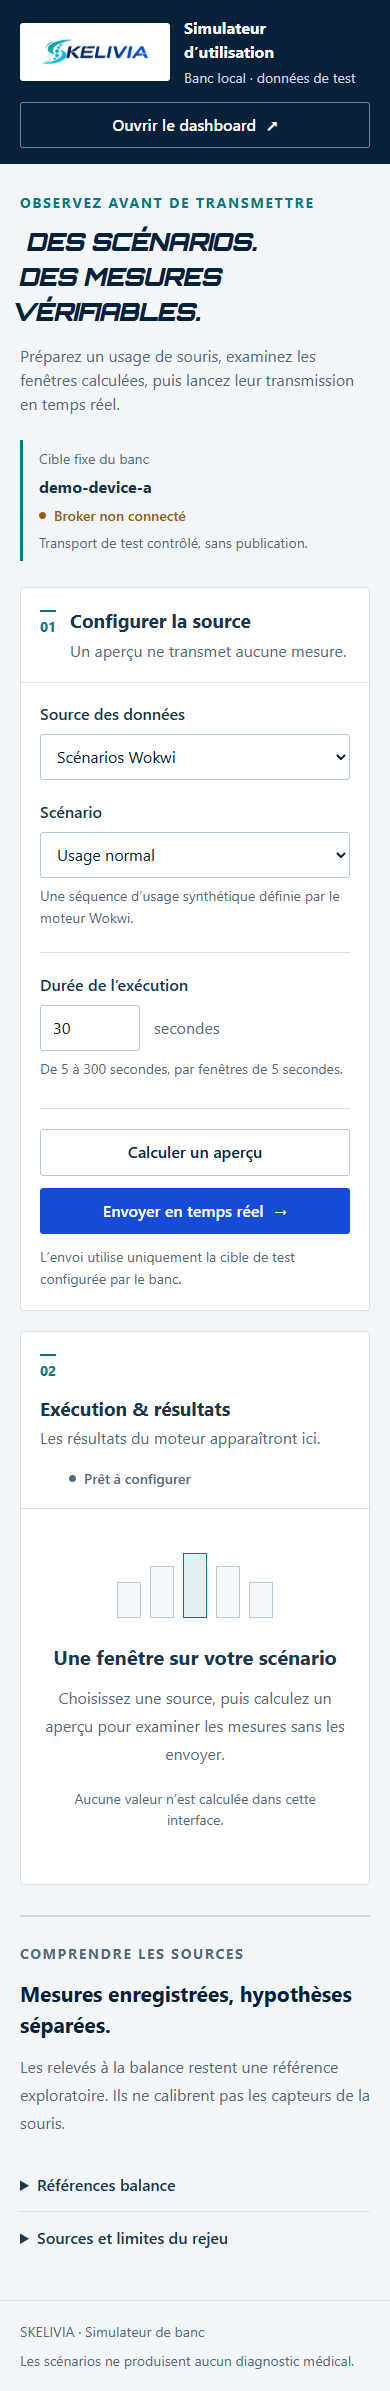 SKELIVIA
Simulateur
d’utilisation
Banc local · données de test
Ouvrir le dashboard ↗
OBSERVEZ AVANT DE TRANSMETTRE
DES SCÉNARIOS.
DES MESURES
VÉRIFIABLES.
Préparez un usage de souris, examinez les
fenêtres calculées, puis lancez leur transmission
en temps réel.
Cible fixe du banc
demo-device-a
Broker non connecté
Transport de test contrôlé, sans publication.
01
Configurer la source
Un aperçu ne transmet aucune mesure.
Source des données
Scénarios Wokwi
Scénario
Usage normal
Une séquence d’usage synthétique définie par le
moteur Wokwi.
Durée de l’exécution
30 secondes
De 5 à 300 secondes, par fenêtres de 5 secondes.
Calculer un aperçu
Envoyer en temps réel →
L’envoi utilise uniquement la cible de test
configurée par le banc.
02
Exécution & résultats
Les résultats du moteur apparaîtront ici.
Prêt à configurer
Une fenêtre sur votre scénario
Choisissez une source, puis calculez un
aperçu pour examiner les mesures sans les
envoyer.
Aucune valeur n’est calculée dans cette
interface.
COMPRENDRE LES SOURCES
Mesures enregistrées, hypothèses
séparées.
Les relevés à la balance restent une référence
exploratoire. Ils ne calibrent pas les capteurs de la
souris.
Références balance
Sources et limites du rejeu
SKELIVIA · Simulateur de banc
Les scénarios ne produisent aucun diagnostic médical.